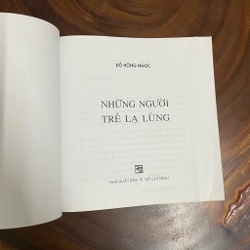 ĐỖ HỒNG NGỌC
NHỮNG NGƯỜI
TRẺ LẠ LÙNG
NHÀ XUẤT BẢN TP. HỒ CHÍ MINH